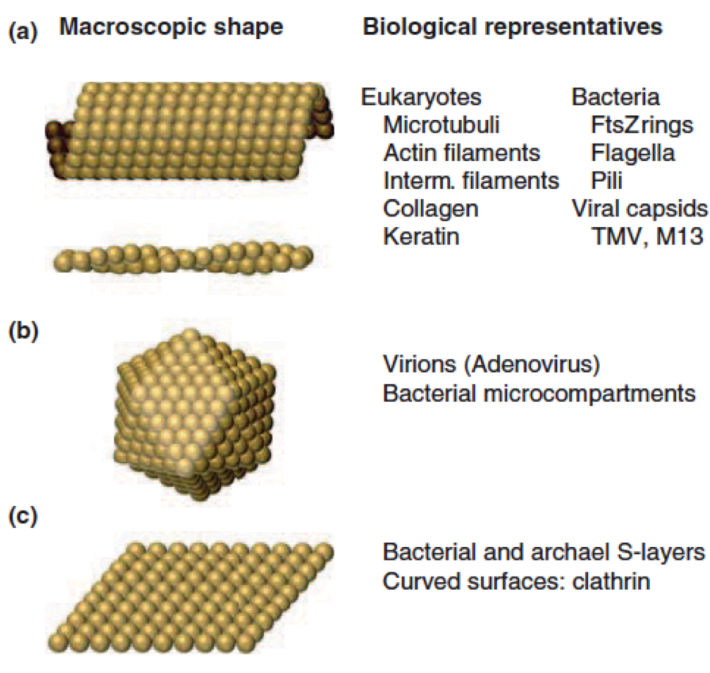 (a) Macroscopic shape Biological representatives
Eukaryotes Bacteria
Microtubuli FtsZrings
Actin filaments Flagella
Interm. filaments Pili
Collagen Viral capsids
Keratin TMV, M13
(b)
Virions (Adenovirus)
Bacterial microcompartments
(c)
Bacterial and archael S-layers
Curved surfaces: clathrin